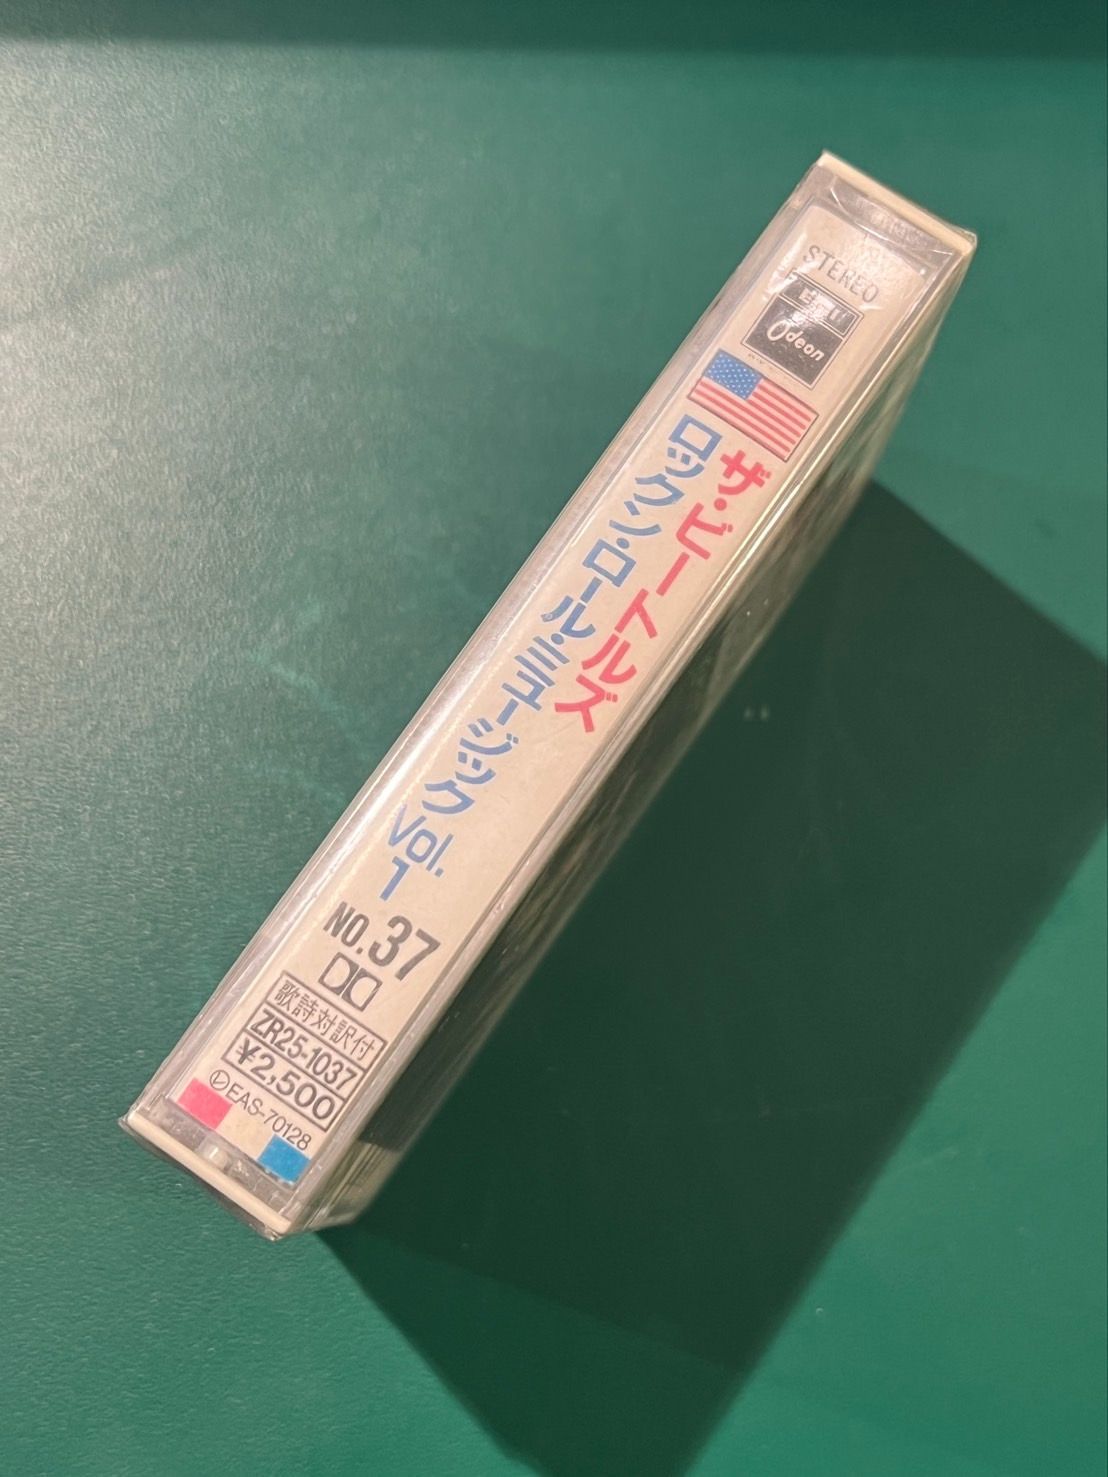 STEREO
EMI
Odeon
ザ・ビートルズ
ロックン・ロール・ミュージック Vol. 1
NO.37
歌詩対訳付
ZR25-1037
¥2,500
Ⓛ EAS-70128